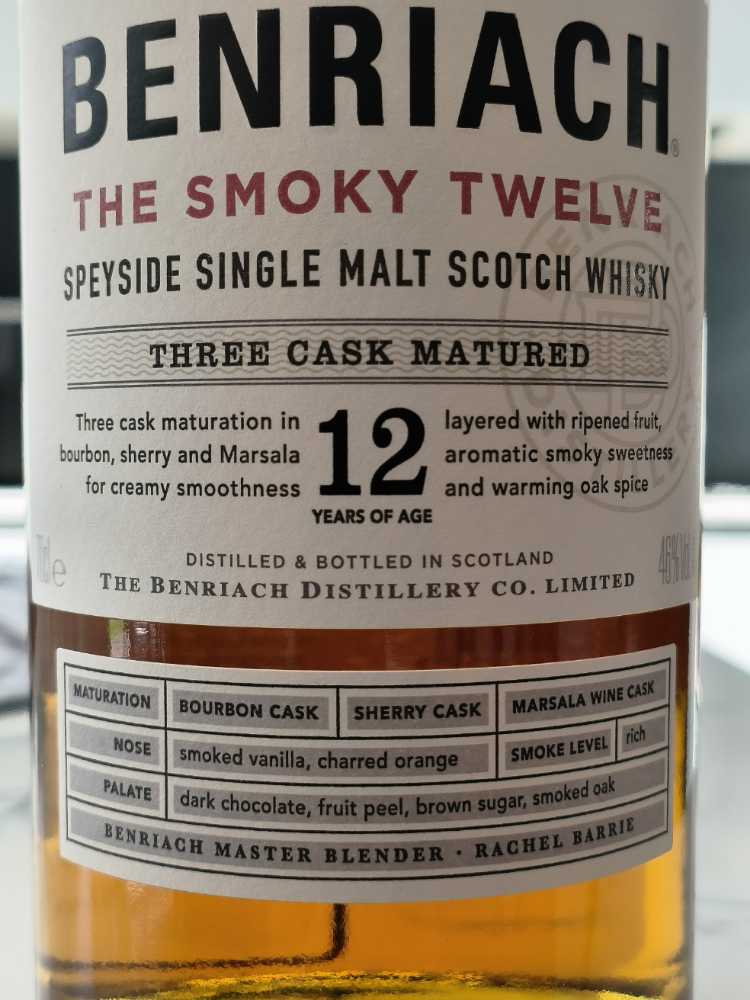 BENRIACH®
THE SMOKY TWELVE
SPEYSIDE SINGLE MALT SCOTCH WHISKY
THREE CASK MATURED
Three cask maturation in
bourbon, sherry and Marsala
for creamy smoothness
12
YEARS OF AGE
layered with ripened fruit,
aromatic smoky sweetness
and warming oak spice
DISTILLED & BOTTLED IN SCOTLAND
THE BENRIACH DISTILLERY CO. LIMITED
70cl e
46% Vol
MATURATION BOURBON CASK SHERRY CASK MARSALA WINE CASK
NOSE smoked vanilla, charred orange SMOKE LEVEL rich
PALATE dark chocolate, fruit peel, brown sugar, smoked oak
BENRIACH MASTER BLENDER · RACHEL BARRIE